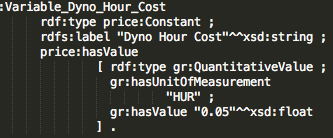 :Variable_Dyno_Hour_Cost
rdf:type price:Constant ;
rdfs:label "Dyno Hour Cost"^^xsd:string ;
price:hasValue
[ rdf:type gr:QuantitativeValue ;
gr:hasUnitOfMeasurement
"HUR" ;
gr:hasValue "0.05"^^xsd:float
] .